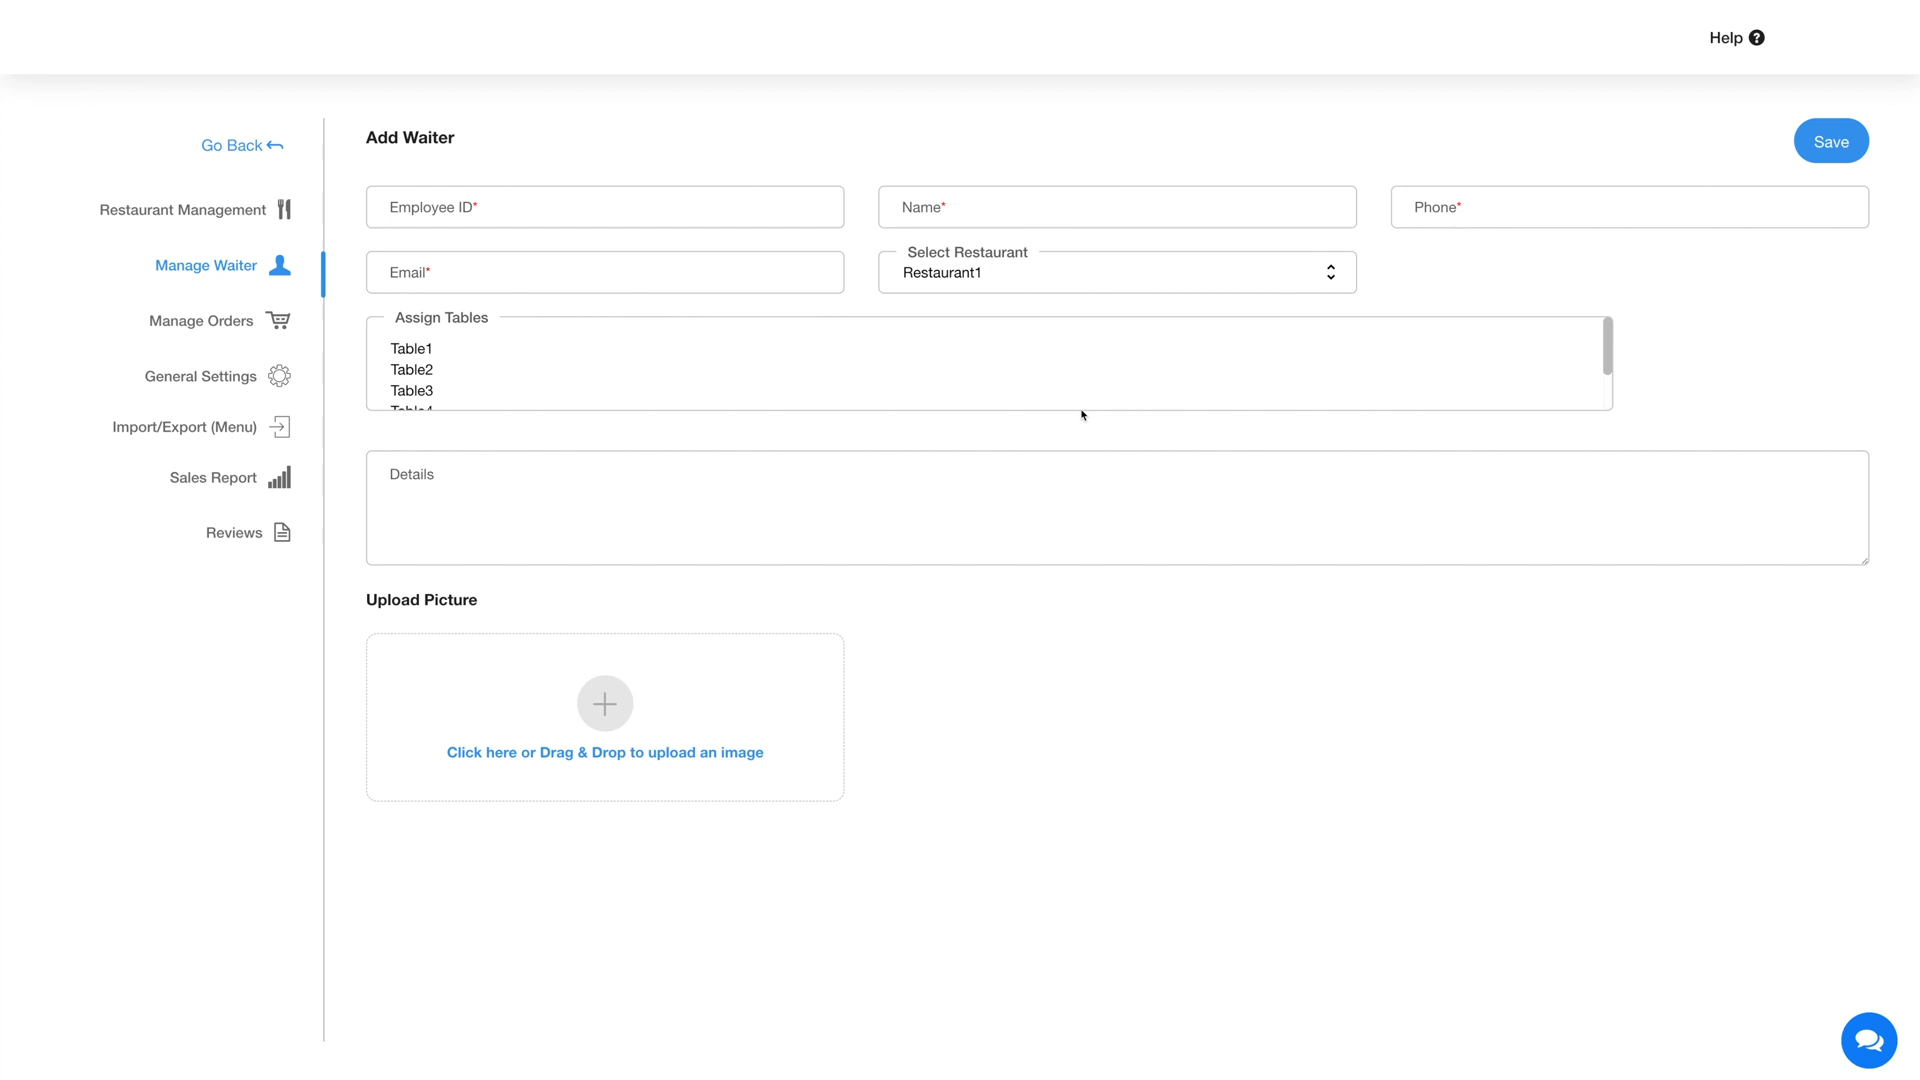 Help
Go Back
Restaurant Management
Manage Waiter
Manage Orders
General Settings
Import/Export (Menu)
Sales Report
Reviews
Add Waiter
Save
Employee ID*
Name*
Phone*
Email*
Select Restaurant
Restaurant1
Assign Tables
Table1
Table2
Table3
Table4
Details
Upload Picture
Click here or Drag & Drop to upload an image